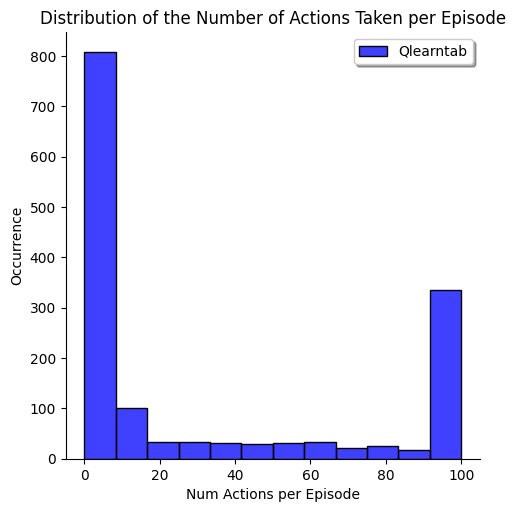 Distribution of the Number of Actions Taken per Episode
Qlearntab
800
700
600
500
400
300
200
100
0
Occurrence
0 20 40 60 80 100
Num Actions per Episode